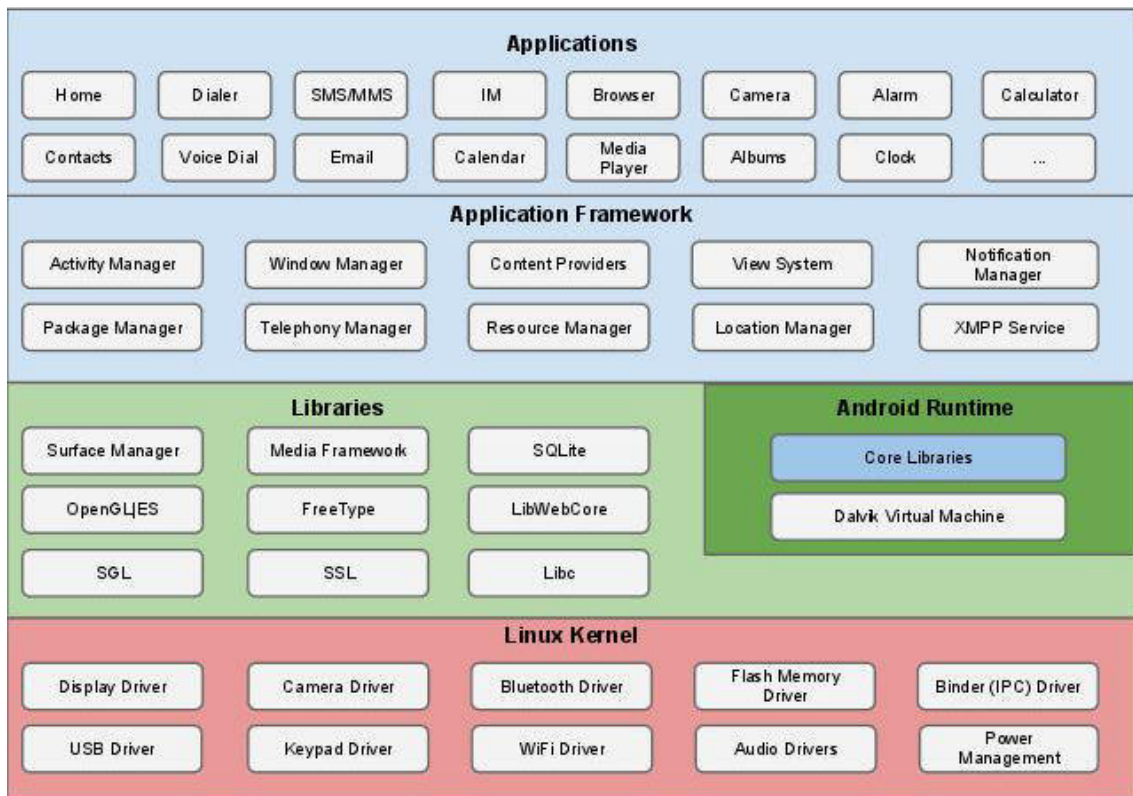 Applications
Home
Dialer
SMS/MMS
IM
Browser
Camera
Alarm
Calculator
Contacts
Voice Dial
Email
Calendar
Media
Player
Albums
Clock
...
Application Framework
Activity Manager
Window Manager
Content Providers
View System
Notification
Manager
Package Manager
Telephony Manager
Resource Manager
Location Manager
XMPP Service
Libraries
Surface Manager
Media Framework
SQLite
OpenGL|ES
FreeType
LibWebCore
SGL
SSL
Libc
Android Runtime
Core Libraries
Dalvik Virtual Machine
Linux Kernel
Display Driver
Camera Driver
Bluetooth Driver
Flash Memory
Driver
Binder (IPC) Driver
USB Driver
Keypad Driver
WiFi Driver
Audio Drivers
Power
Management